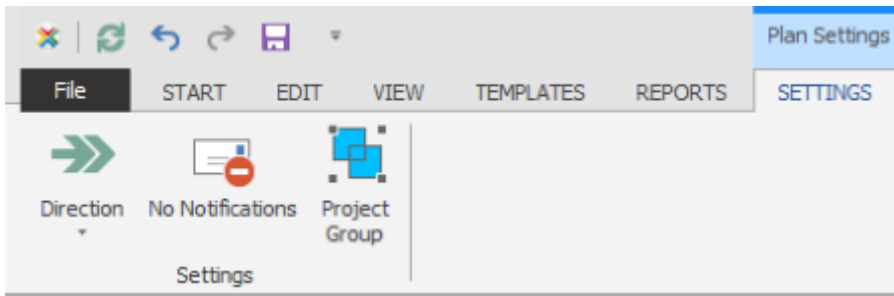 Plan Settings
File START EDIT VIEW TEMPLATES REPORTS SETTINGS
Direction No Notifications Project
Group
Settings